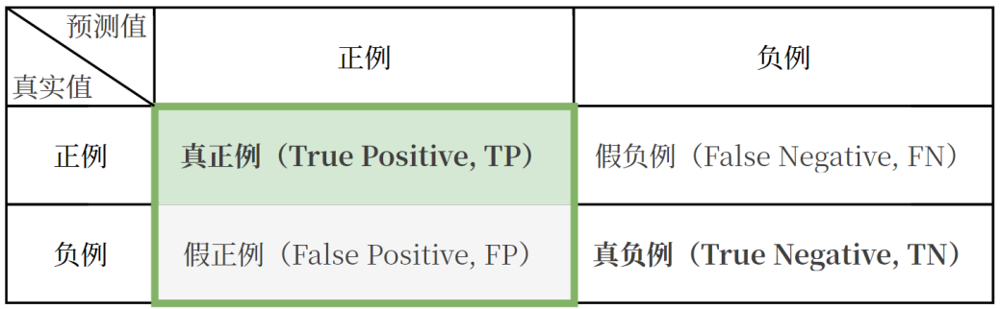 预测值
真实值
正例
负例
正例
真正例（True Positive, TP）
假负例（False Negative, FN）
负例
假正例（False Positive, FP）
真负例（True Negative, TN）